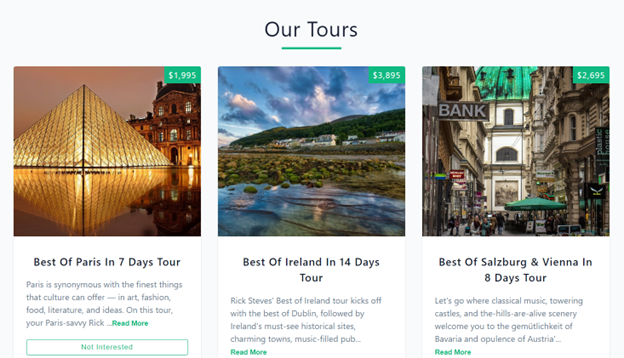 Our Tours
$1,995
$3,895
$2,695
BANK
Best Of Paris In 7 Days Tour
Paris is synonymous with the finest things
that culture can offer — in art, fashion,
food, literature, and ideas. On this tour,
your Paris-savvy Rick ...Read More
Not Interested
Best Of Ireland In 14 Days
Tour
Rick Steves' Best of Ireland tour kicks off
with the best of Dublin, followed by
Ireland's must-see historical sites,
charming towns, music-filled pub...
Read More
Best Of Salzburg & Vienna In
8 Days Tour
Let's go where classical music, towering
castles, and the-hills-are-alive scenery
welcome you to the gemütlichkeit of
Bavaria and opulence of Austria'...
Read More